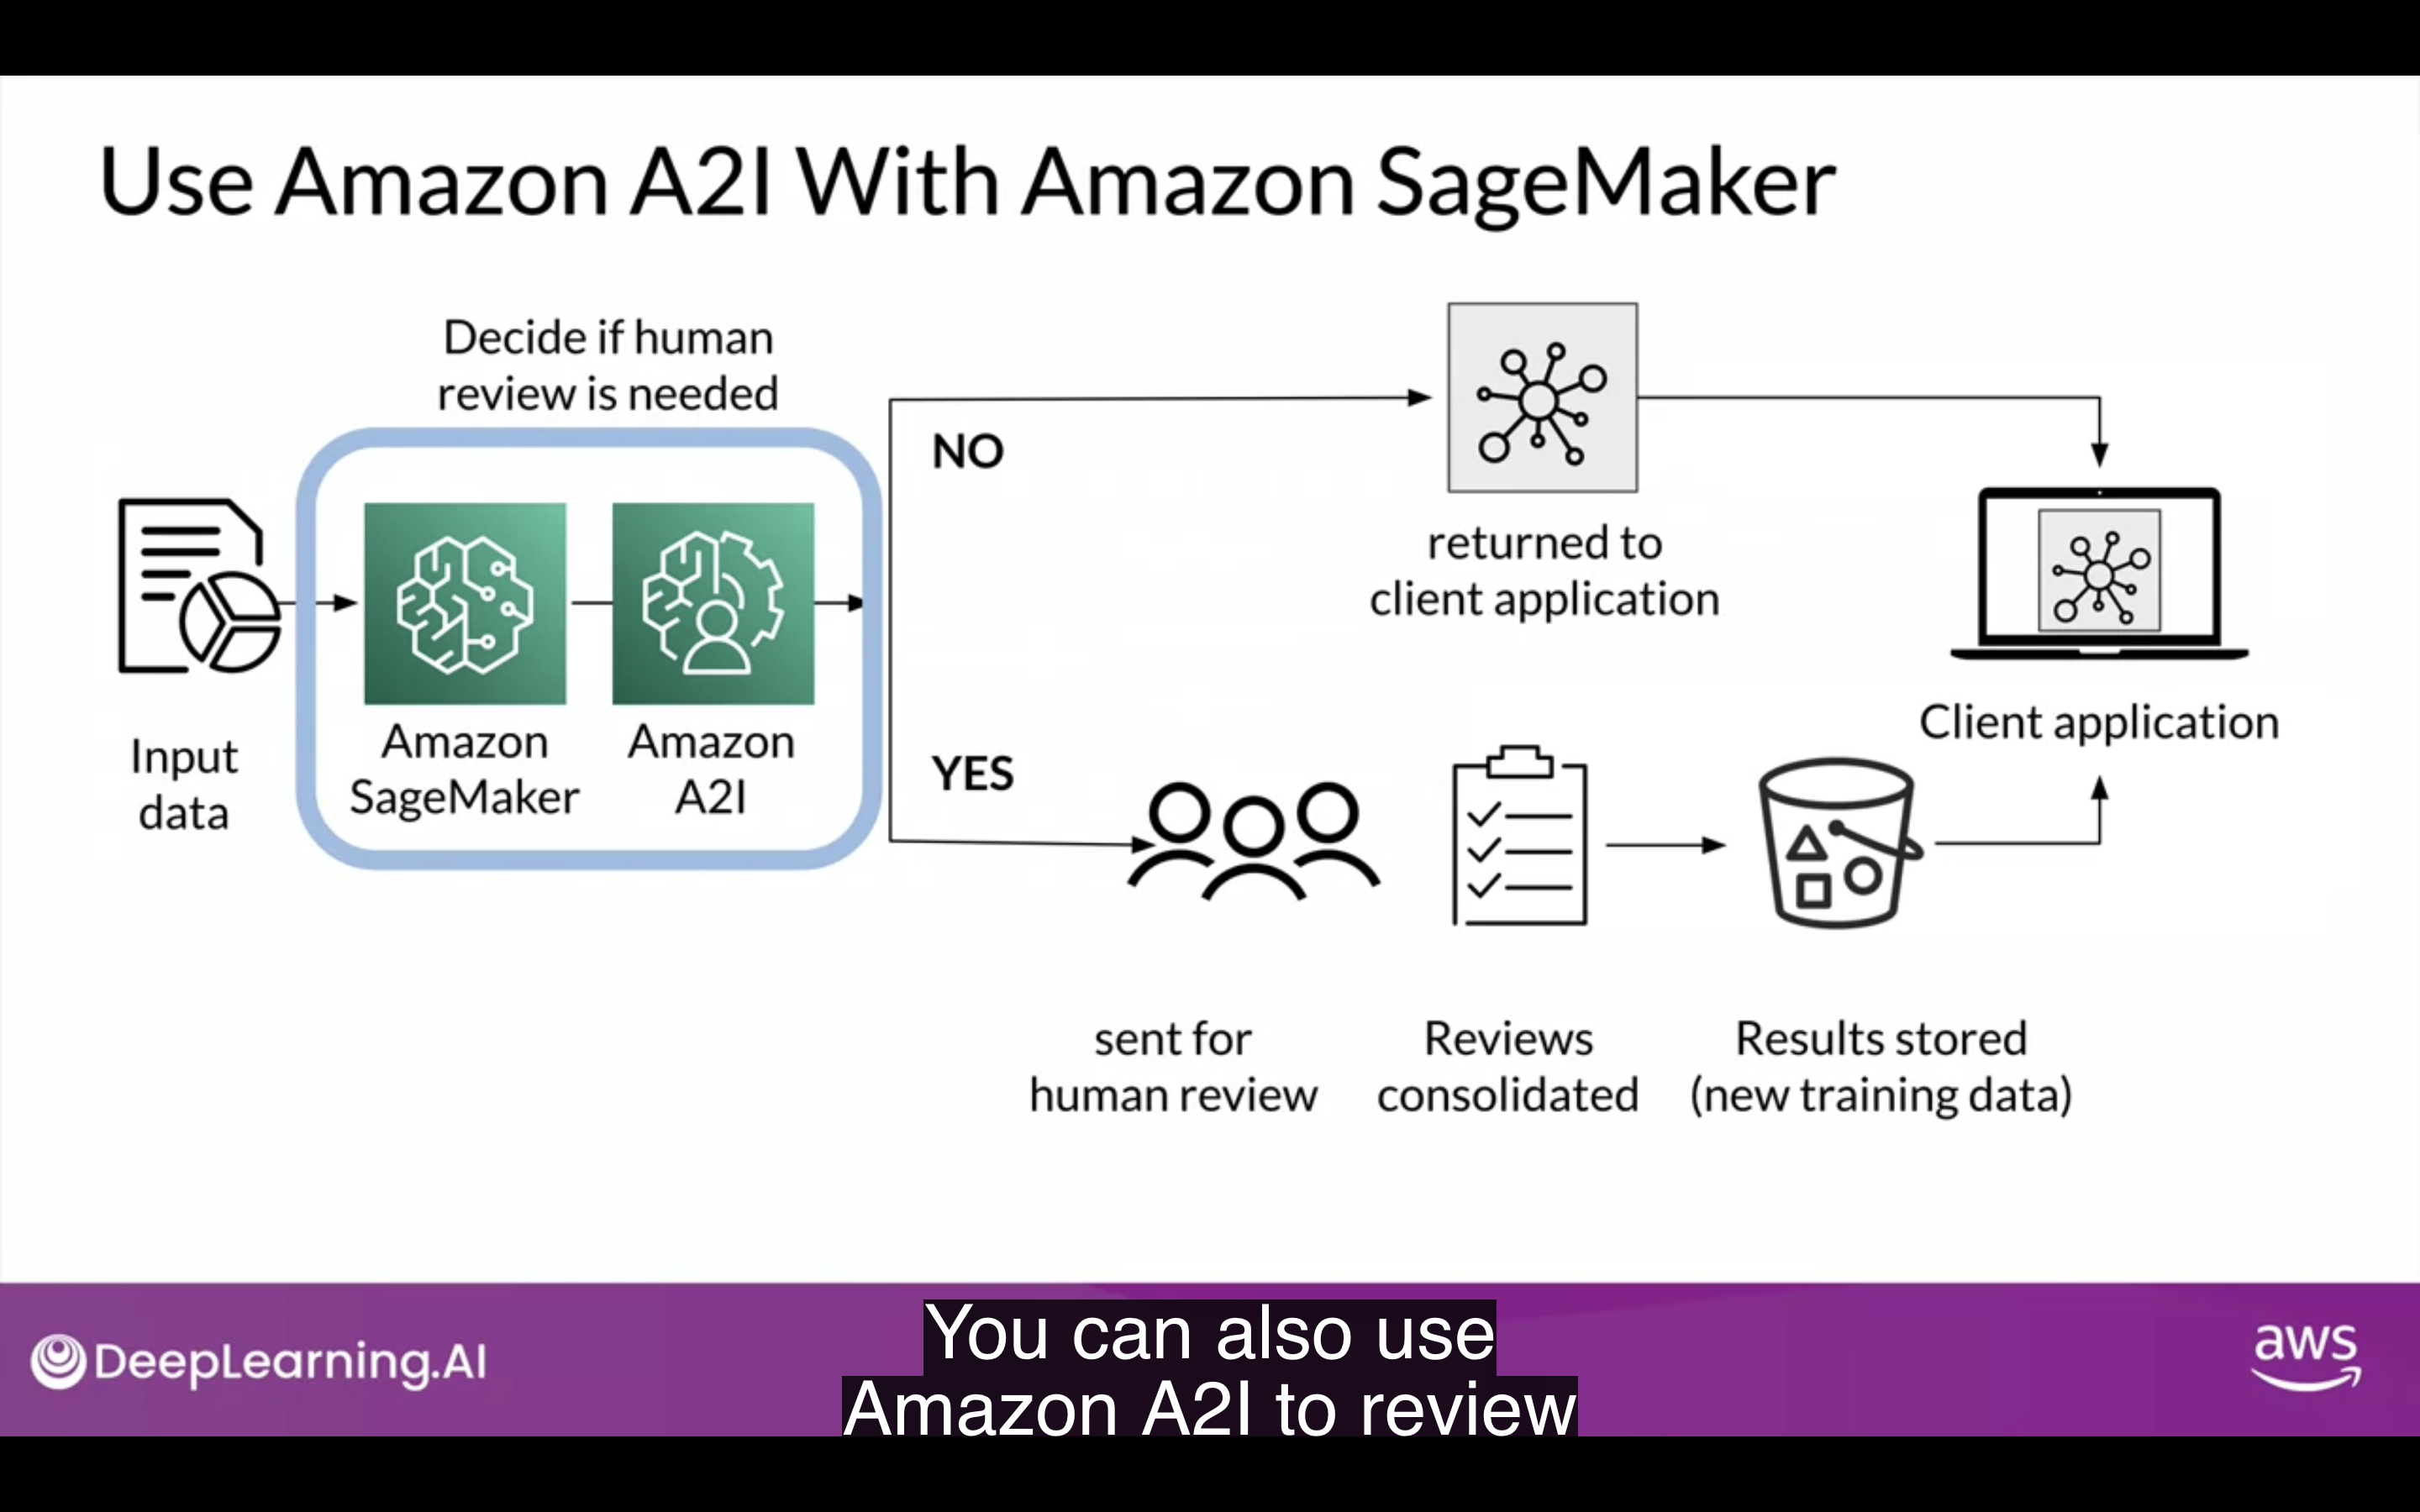 Use Amazon A2I With Amazon SageMaker
Decide if human
review is needed
Input
data
Amazon
SageMaker
Amazon
A2I
NO
returned to
client application
Client application
YES
sent for
human review
Reviews
consolidated
Results stored
(new training data)
DeepLearning.AI
You can also use
Amazon A2I to review
aws